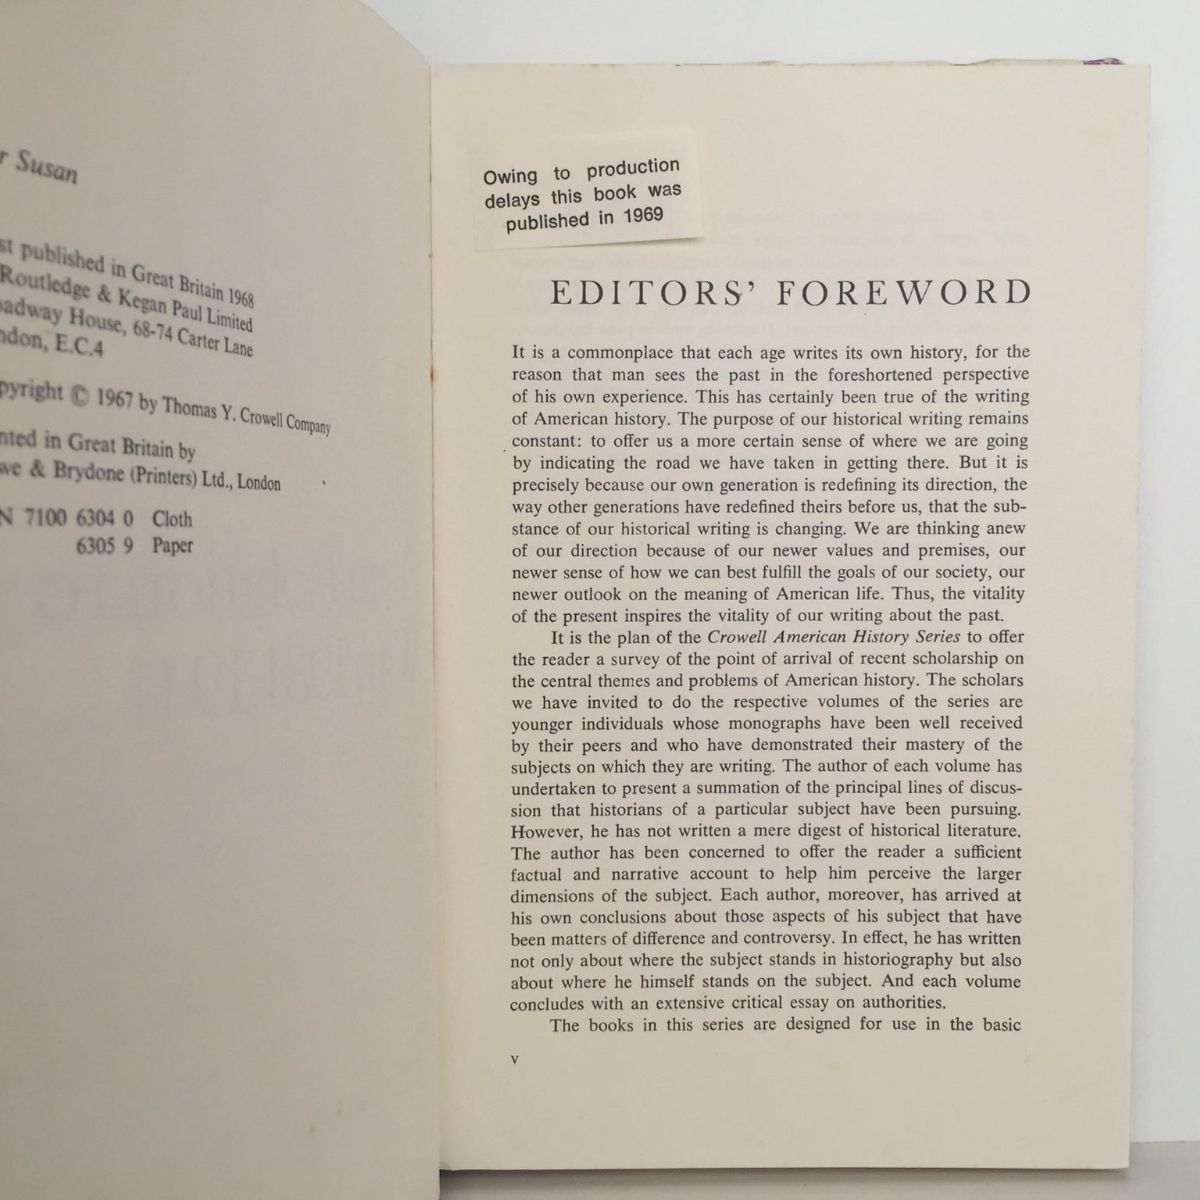 r Susan
st published in Great Britain 1968
Routledge & Kegan Paul Limited
adway House, 68-74 Carter Lane
ndon, E.C.4
pyright © 1967 by Thomas Y. Crowell Company
nted in Great Britain by
we & Brydone (Printers) Ltd., London
N 7100 6304 0 Cloth
6305 9 Paper
Owing to production
delays this book was
published in 1969
EDITORS' FOREWORD
It is a commonplace that each age writes its own history, for the
reason that man sees the past in the foreshortened perspective
of his own experience. This has certainly been true of the writing
of American history. The purpose of our historical writing remains
constant: to offer us a more certain sense of where we are going
by indicating the road we have taken in getting there. But it is
precisely because our own generation is redefining its direction, the
way other generations have redefined theirs before us, that the sub-
stance of our historical writing is changing. We are thinking anew
of our direction because of our newer values and premises, our
newer sense of how we can best fulfill the goals of our society, our
newer outlook on the meaning of American life. Thus, the vitality
of the present inspires the vitality of our writing about the past.
It is the plan of the Crowell American History Series to offer
the reader a survey of the point of arrival of recent scholarship on
the central themes and problems of American history. The scholars
we have invited to do the respective volumes of the series are
younger individuals whose monographs have been well received
by their peers and who have demonstrated their mastery of the
subjects on which they are writing. The author of each volume has
undertaken to present a summation of the principal lines of discus-
sion that historians of a particular subject have been pursuing.
However, he has not written a mere digest of historical literature.
The author has been concerned to offer the reader a sufficient
factual and narrative account to help him perceive the larger
dimensions of the subject. Each author, moreover, has arrived at
his own conclusions about those aspects of his subject that have
been matters of difference and controversy. In effect, he has written
not only about where the subject stands in historiography but also
about where he himself stands on the subject. And each volume
concludes with an extensive critical essay on authorities.
The books in this series are designed for use in the basic
v